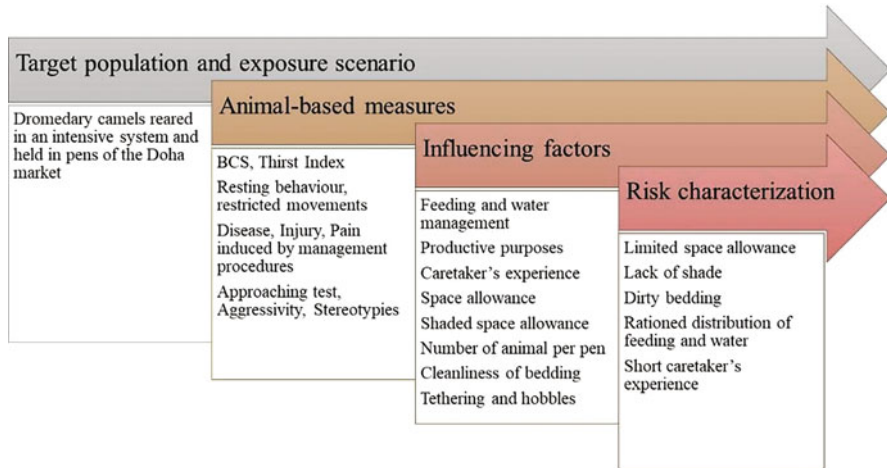 Target population and exposure scenario
Dromedary camels reared
in an intensive system and
held in pens of the Doha
market
Animal-based measures
BCS, Thirst Index
Resting behaviour,
restricted movements
Disease, Injury, Pain
induced by management
procedures
Approaching test,
Aggressivity, Stereotypies
Influencing factors
Feeding and water
management
Productive purposes
Caretaker's experience
Space allowance
Shaded space allowance
Number of animal per pen
Cleanliness of bedding
Tethering and hobbles
Risk characterization
Limited space allowance
Lack of shade
Dirty bedding
Rationed distribution of
feeding and water
Short caretaker's
experience